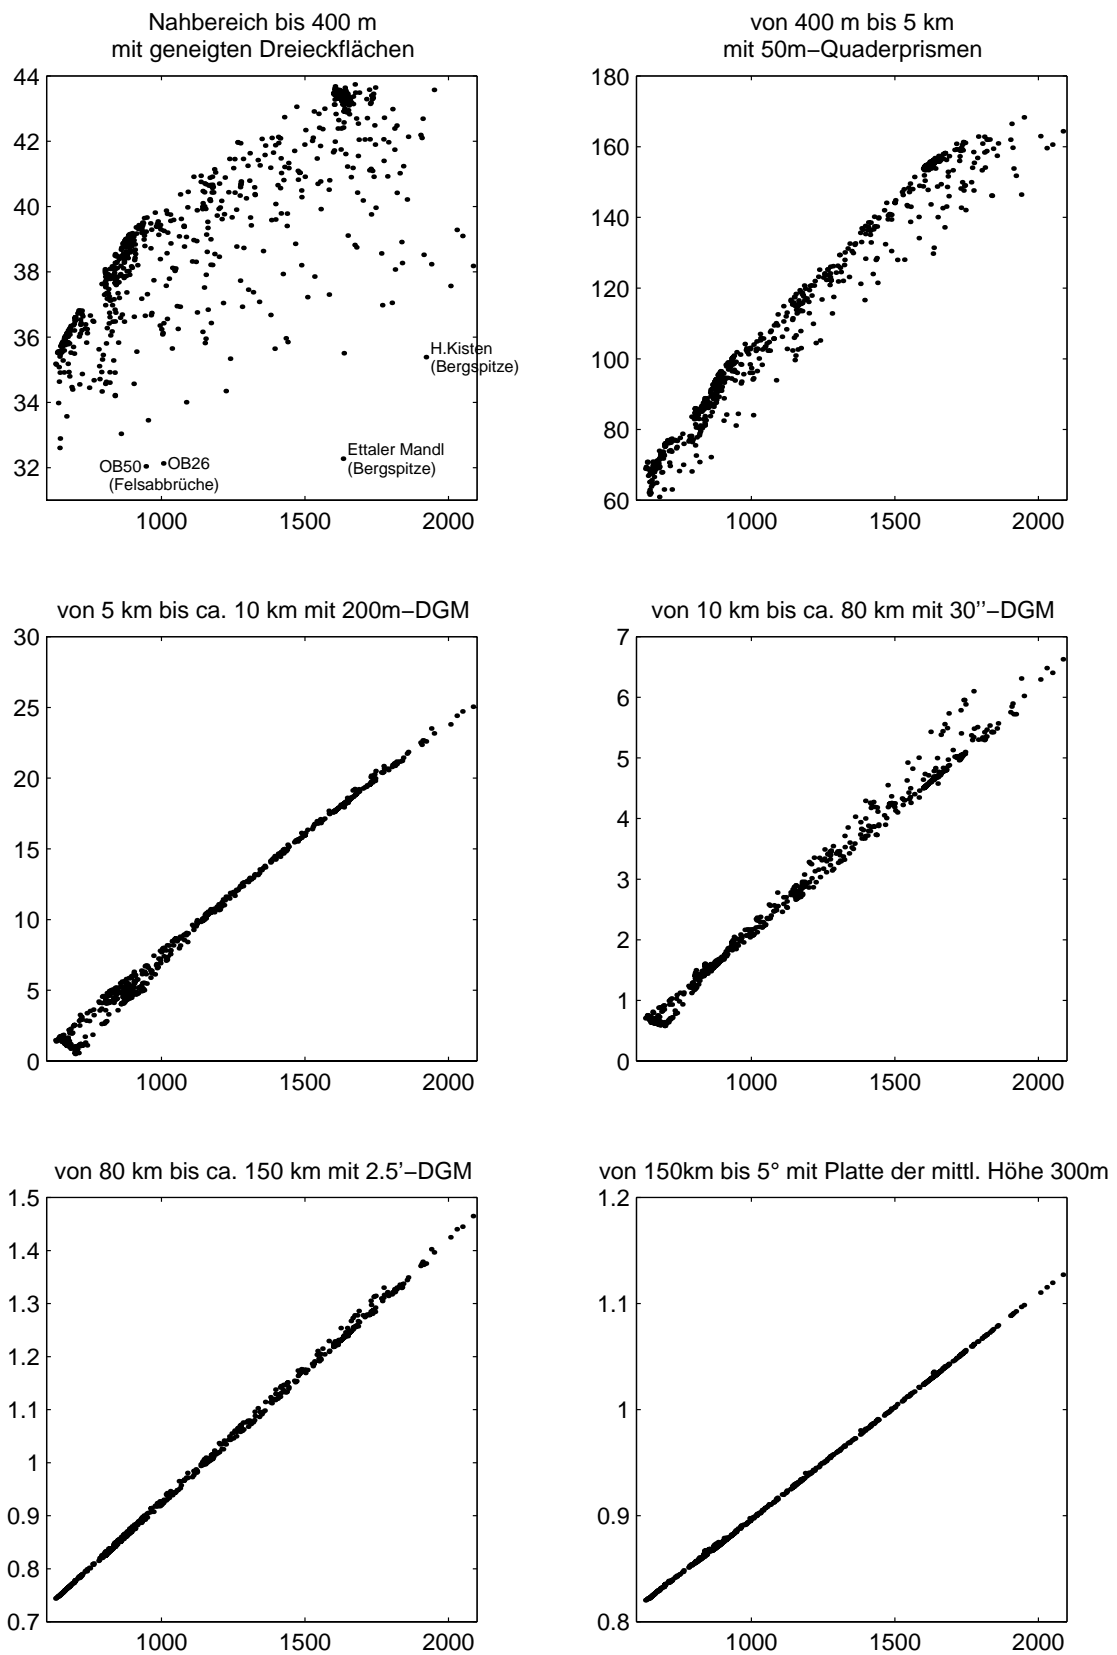 Nahbereich bis 400 m
mit geneigten Dreieckflächen
44
42
40
38
36
34
32
H.Kisten
(Bergspitze)
Ettaler Mandl
(Bergspitze)
OB50
OB26
(Felsabbrüche)
1000 1500 2000
von 400 m bis 5 km
mit 50m−Quaderprismen
180
160
140
120
100
80
60
1000 1500 2000
von 5 km bis ca. 10 km mit 200m−DGM
30
25
20
15
10
5
0
1000 1500 2000
von 10 km bis ca. 80 km mit 30’’−DGM
7
6
5
4
3
2
1
0
1000 1500 2000
von 80 km bis ca. 150 km mit 2.5’−DGM
1.5
1.4
1.3
1.2
1.1
1
0.9
0.8
0.7
1000 1500 2000
von 150km bis 5° mit Platte der mittl. Höhe 300m
1.2
1.1
1
0.9
0.8
1000 1500 2000